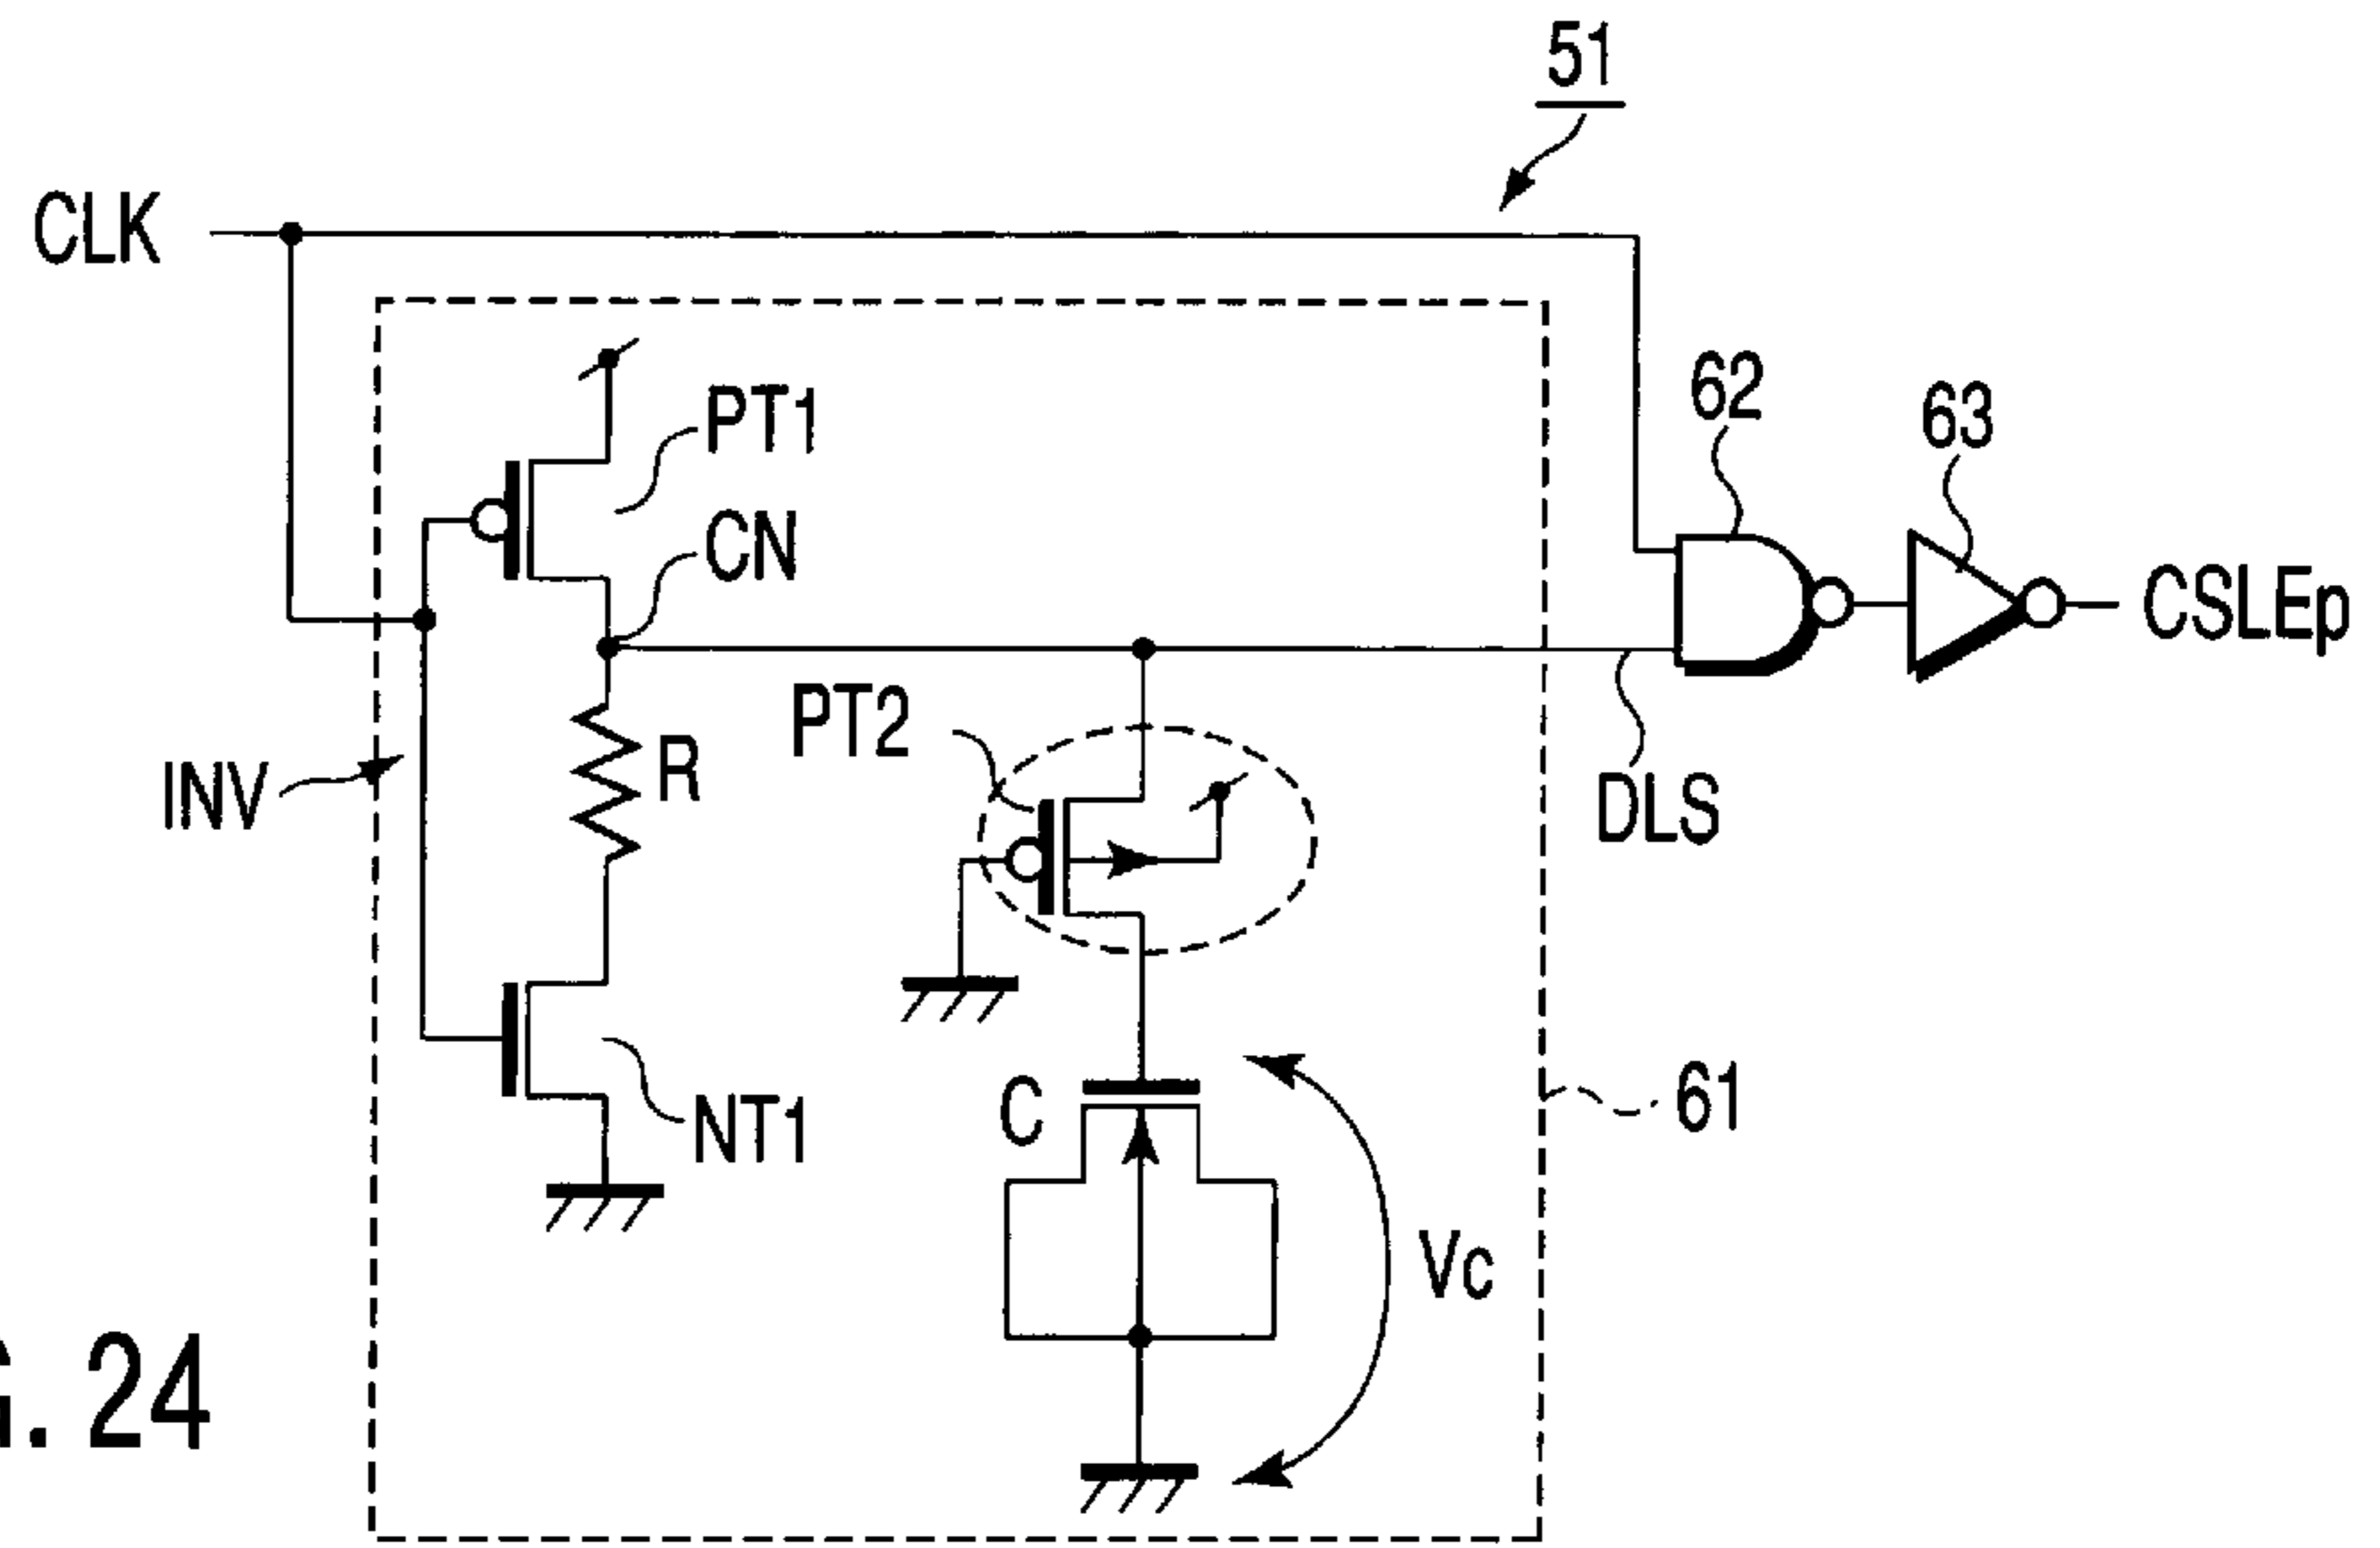 51
CLK
62
63
PT1
CN
CSLEp
PT2
R
INV
DLS
C
61
NT1
Vc
. 24